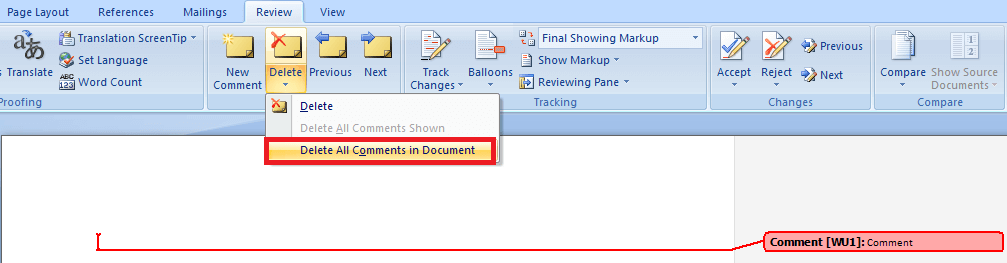 Page Layout References Mailings Review View
Translate
Translation ScreenTip
Set Language
ABC
123 Word Count
Proofing
New
Comment
Delete
Previous
Next
Track
Changes
Balloons
Final Showing Markup
Show Markup
Reviewing Pane
Tracking
Accept
Reject
Previous
Next
Changes
Compare
Show Source
Documents
Compare
Delete
Delete All Comments Shown
Delete All Comments in Document
Comment [WU1]: Comment